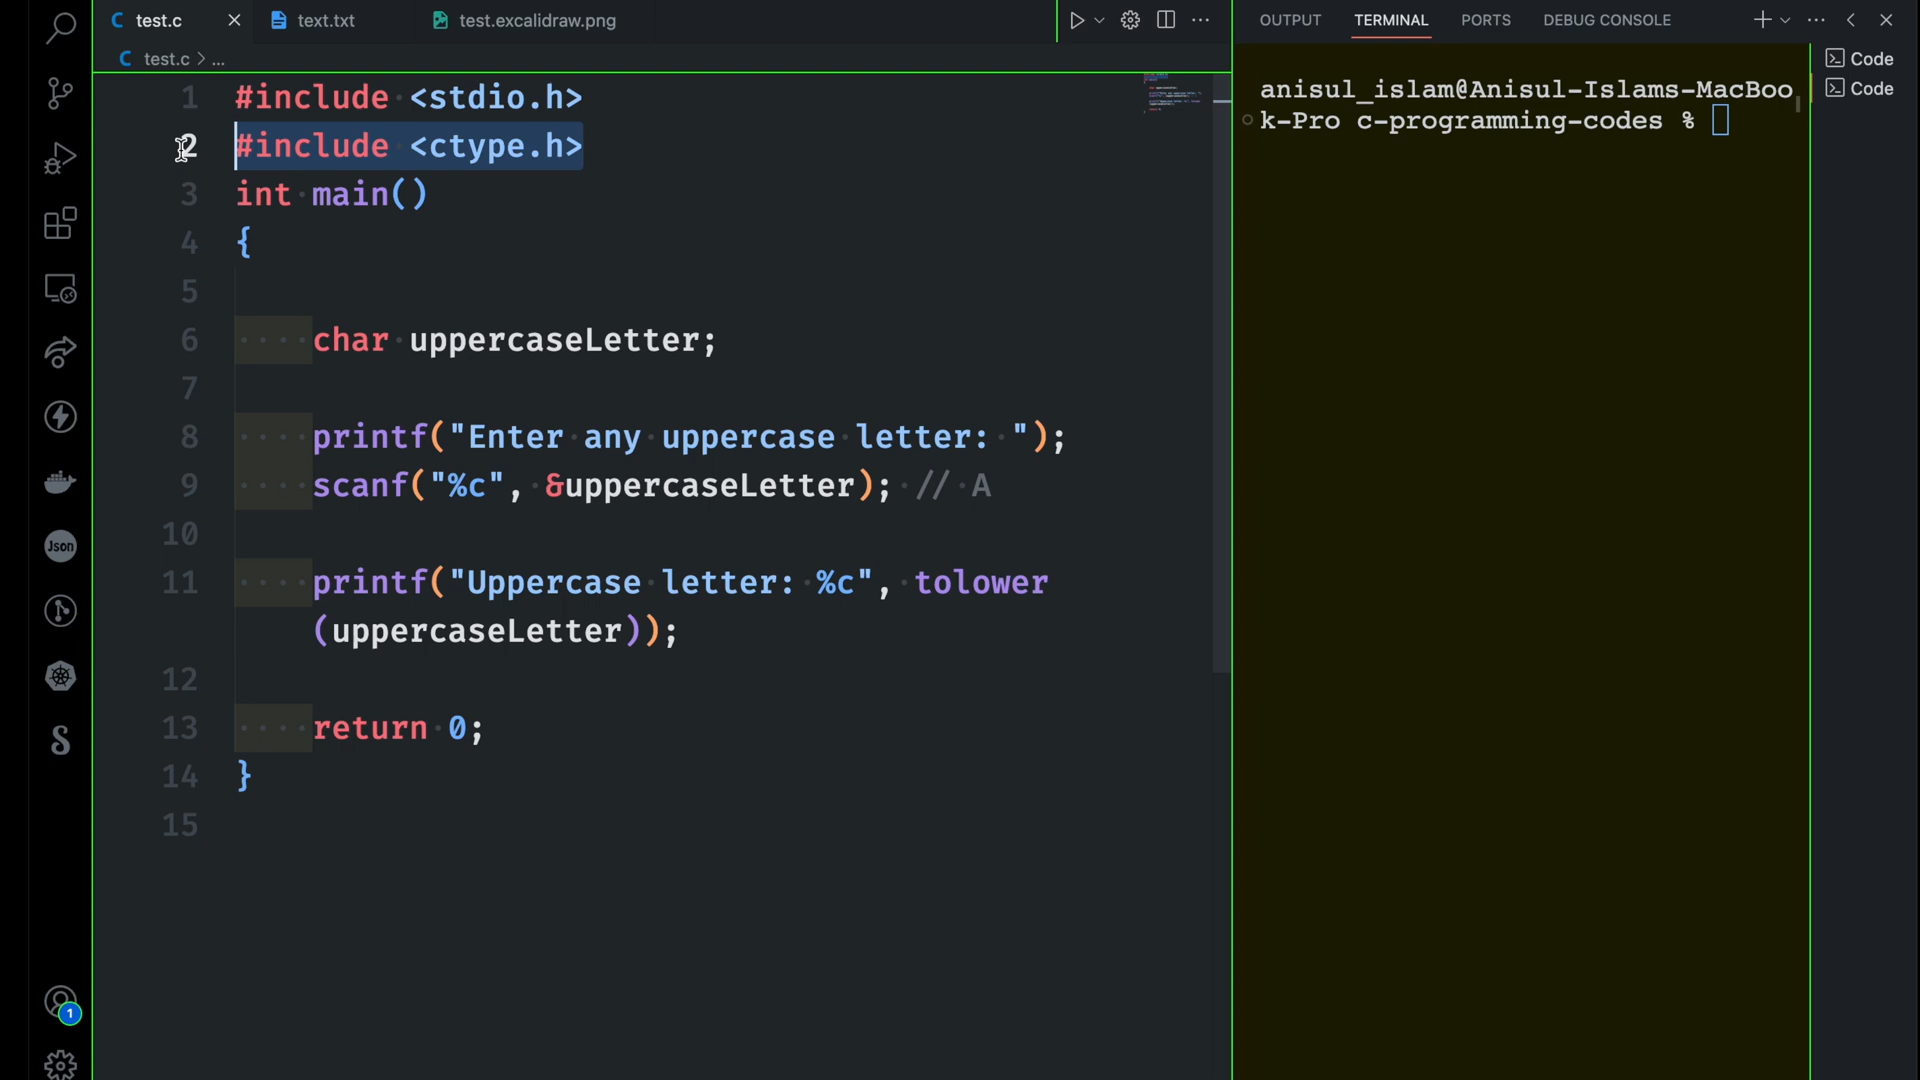 test.c
text.txt
test.excalidraw.png
OUTPUT
TERMINAL
PORTS
DEBUG CONSOLE
test.c > ...
1 #include <stdio.h>
2 #include <ctype.h>
3 int main()
4 {
5
6 char uppercaseLetter;
7
8 printf("Enter any uppercase letter: ");
9 scanf("%c", &uppercaseLetter); // A
10
11 printf("Uppercase letter: %c", tolower
(uppercaseLetter));
12
13 return 0;
14 }
15
anisul_islam@Anisul-Islams-MacBoo
k-Pro c-programming-codes %
Code
Code
Json
1